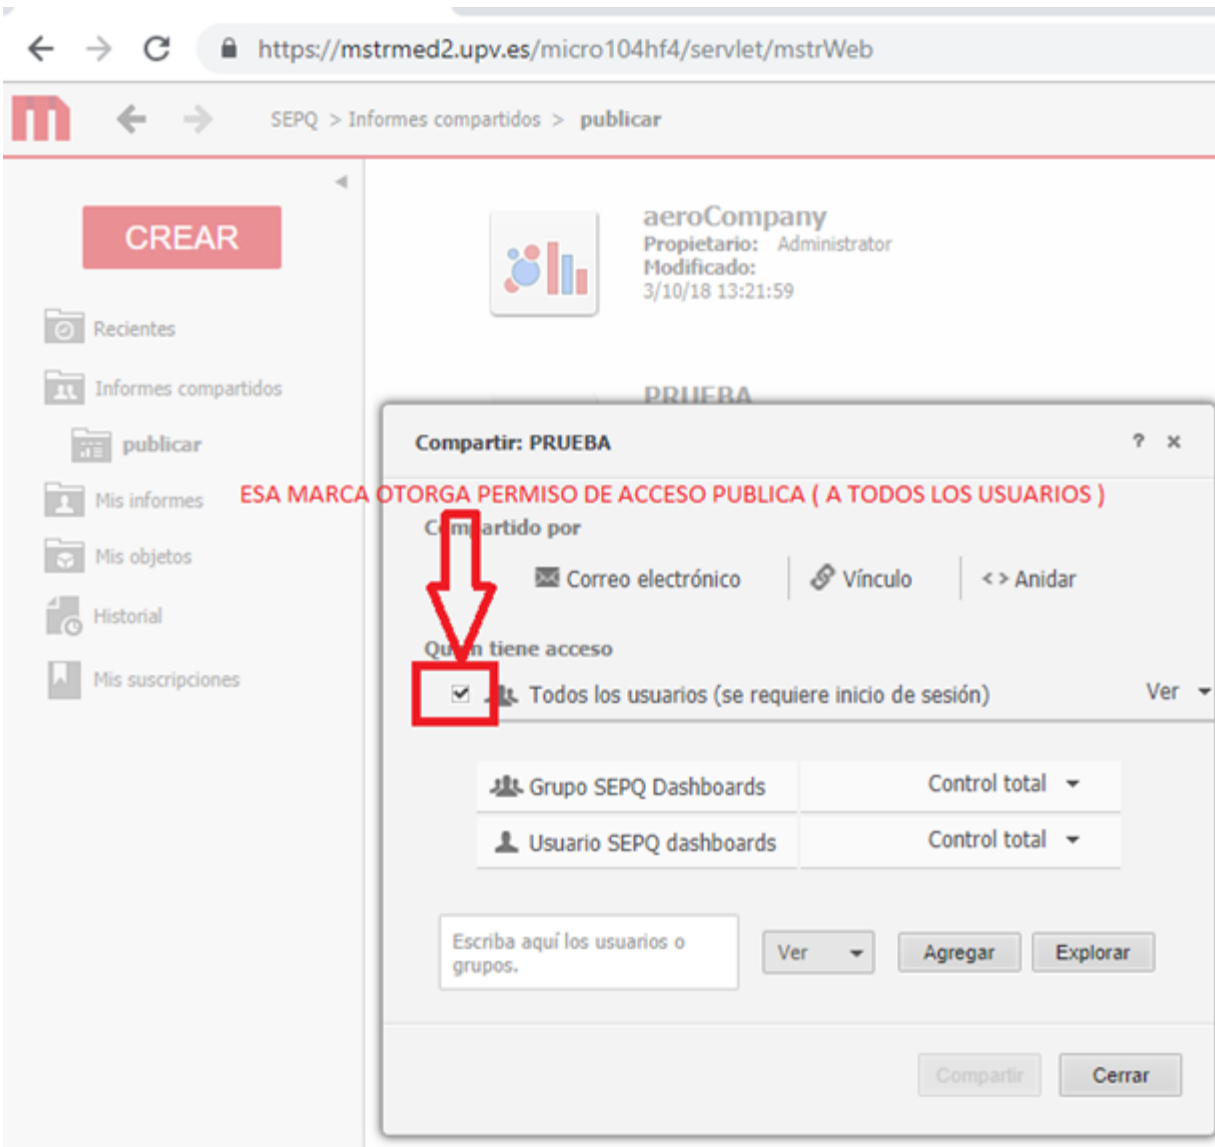 https://mstrmed2.upv.es/micro104hf4/servlet/mstrWeb
SEPQ > Informes compartidos > publicar
CREAR
Recientes
Informes compartidos
publicar
Mis informes
Mis objetos
Historial
Mis suscripciones
aeroCompany
Propietario: Administrator
Modificado:
3/10/18 13:21:59
PRUEBA
Compartir: PRUEBA ? ×
ESA MARCA OTORGA PERMISO DE ACCESO PUBLICA ( A TODOS LOS USUARIOS )
Compartido por
Correo electrónico Vínculo <> Anidar
Quién tiene acceso
Todos los usuarios (se requiere inicio de sesión) Ver
Grupo SEPQ Dashboards Control total
Usuario SEPQ dashboards Control total
Escriba aquí los usuarios o
grupos.
Ver Agregar Explorar
Compartir Cerrar